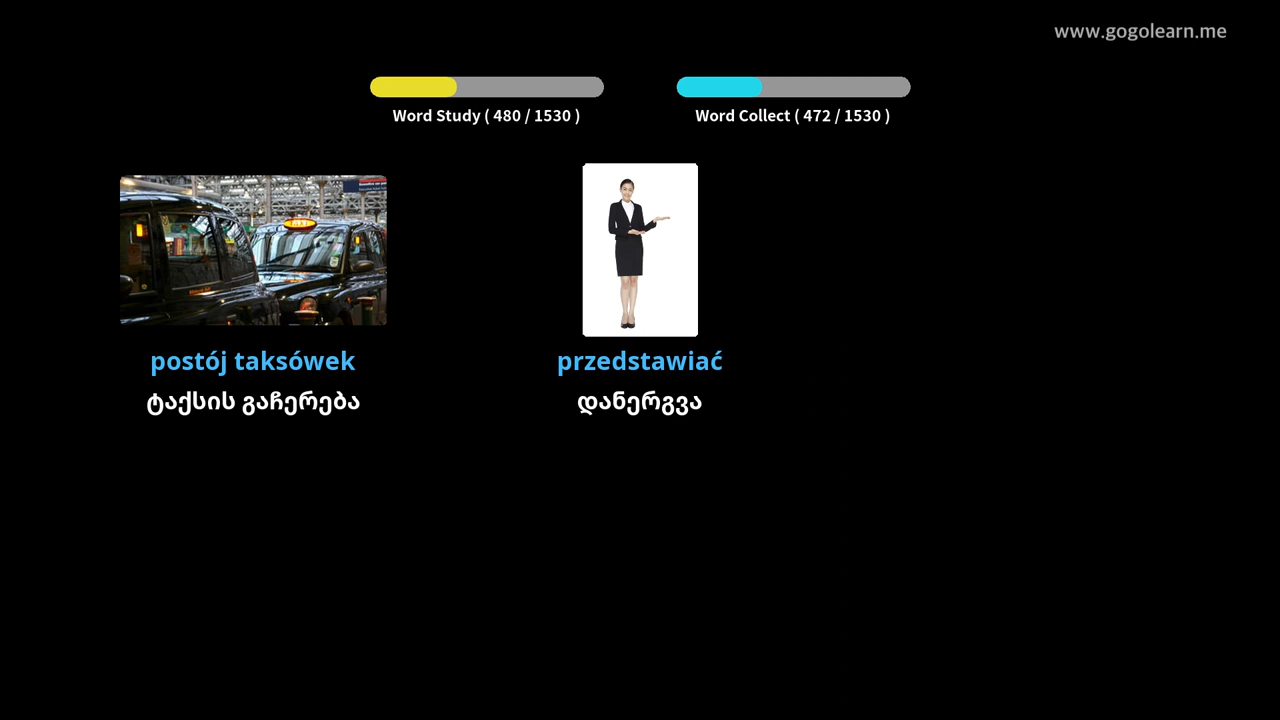 www.gogolearn.me
Word Study ( 480 / 1530 )
Word Collect ( 472 / 1530 )
postój taksówek
przedstawiać
ტაქსის გაჩერება
დანერგვა